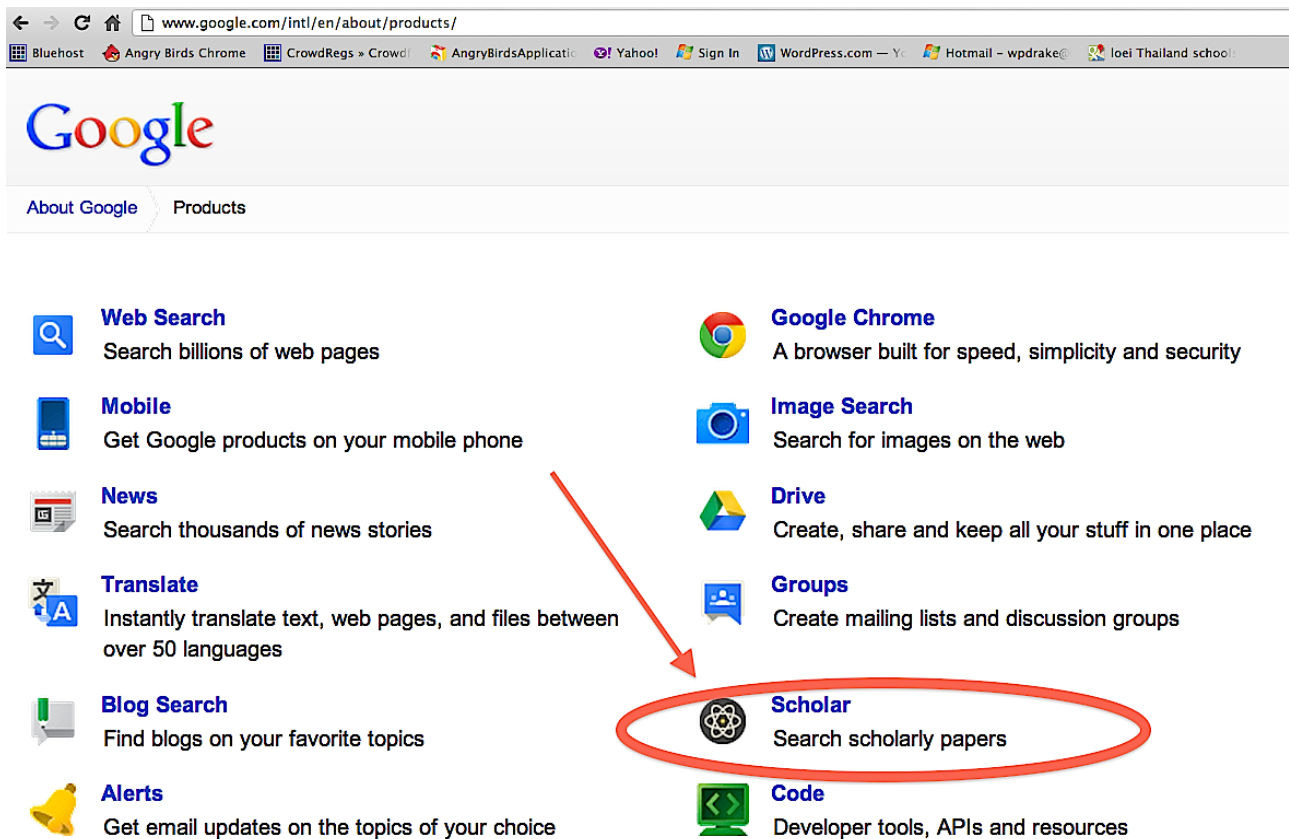 www.google.com/intl/en/about/products/
Bluehost Angry Birds Chrome CrowdRegs » Crowdf AngryBirdsApplicatio Yahoo! Sign In WordPress.com — Yo Hotmail – wpdrake@ loei Thailand schools
Google
About Google Products
Web Search
Search billions of web pages
Google Chrome
A browser built for speed, simplicity and security
Mobile
Get Google products on your mobile phone
Image Search
Search for images on the web
News
Search thousands of news stories
Drive
Create, share and keep all your stuff in one place
Translate
Instantly translate text, web pages, and files between
over 50 languages
Groups
Create mailing lists and discussion groups
Blog Search
Find blogs on your favorite topics
Scholar
Search scholarly papers
Alerts
Get email updates on the topics of your choice
Code
Developer tools, APIs and resources